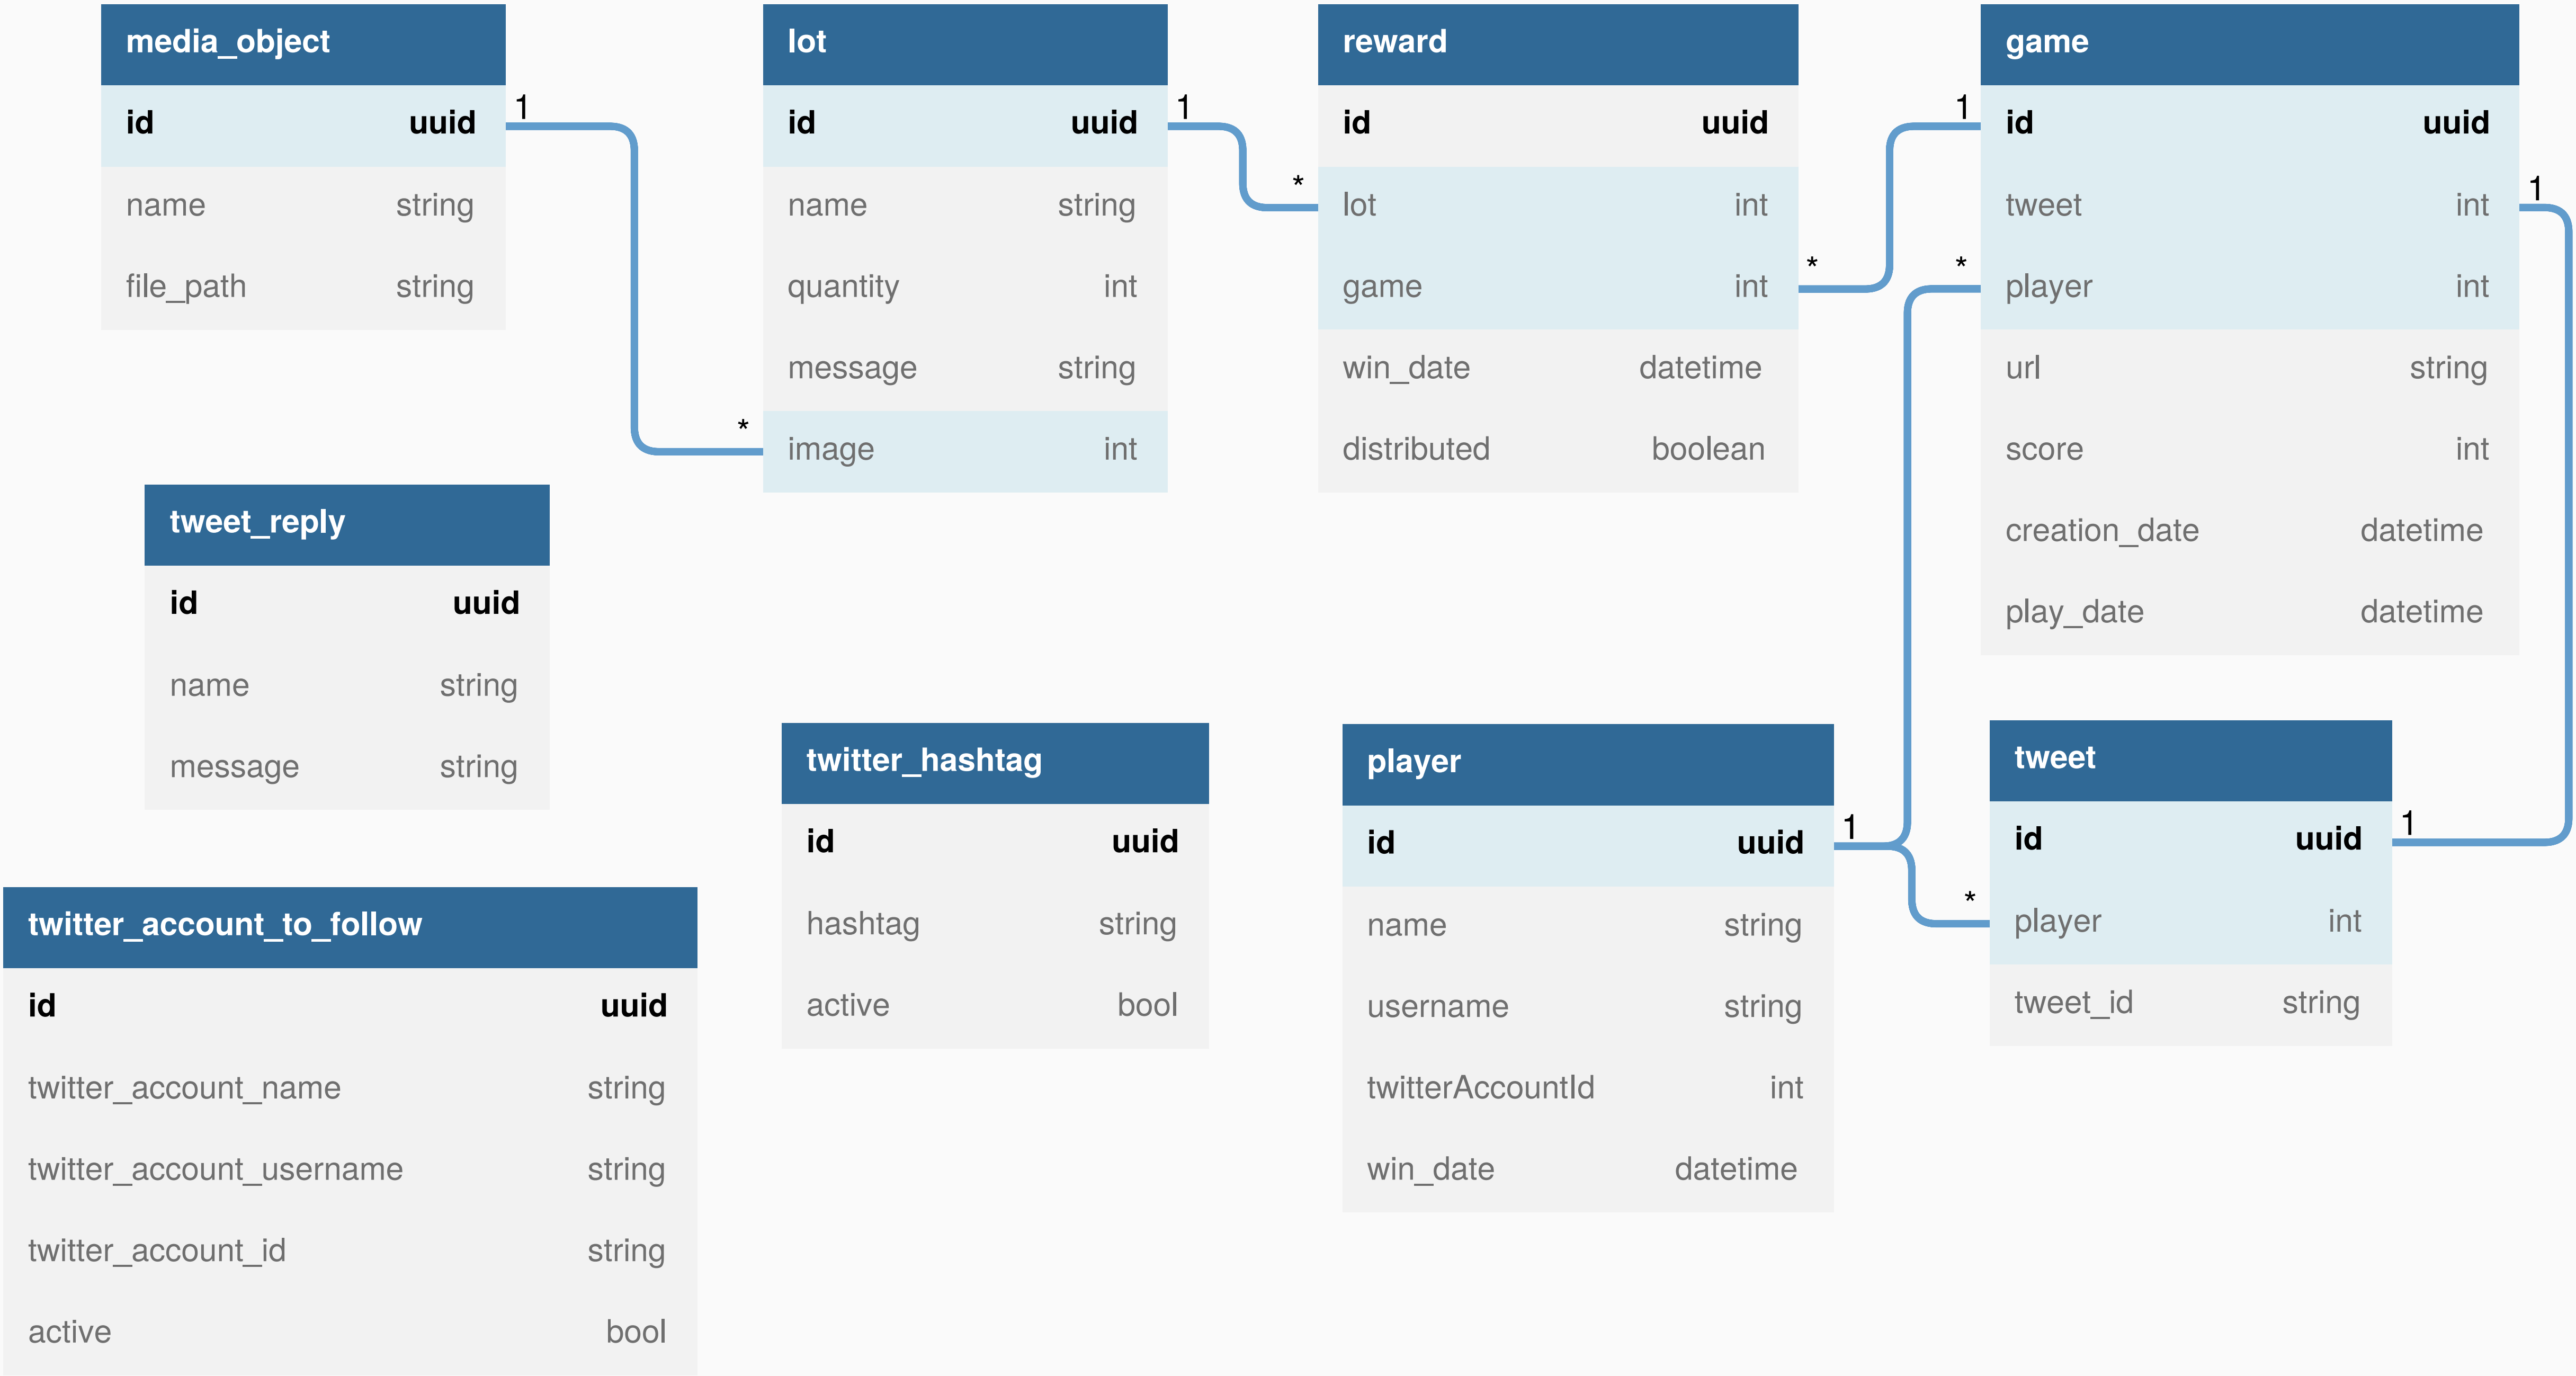 media_object
id uuid
1
name string
file_path string
lot
id uuid
1
name string
quantity int
message string
*
image int
reward
id uuid
*
lot int
game int
*
win_date datetime
distributed boolean
game
1
id uuid
tweet int
1
*
player int
url string
score int
creation_date datetime
play_date datetime
tweet_reply
id uuid
name string
message string
twitter_hashtag
id uuid
hashtag string
active bool
player
id uuid
1
name string
username string
twitterAccountId int
win_date datetime
tweet
id uuid
1
*
player int
tweet_id string
twitter_account_to_follow
id uuid
twitter_account_name string
twitter_account_username string
twitter_account_id string
active bool